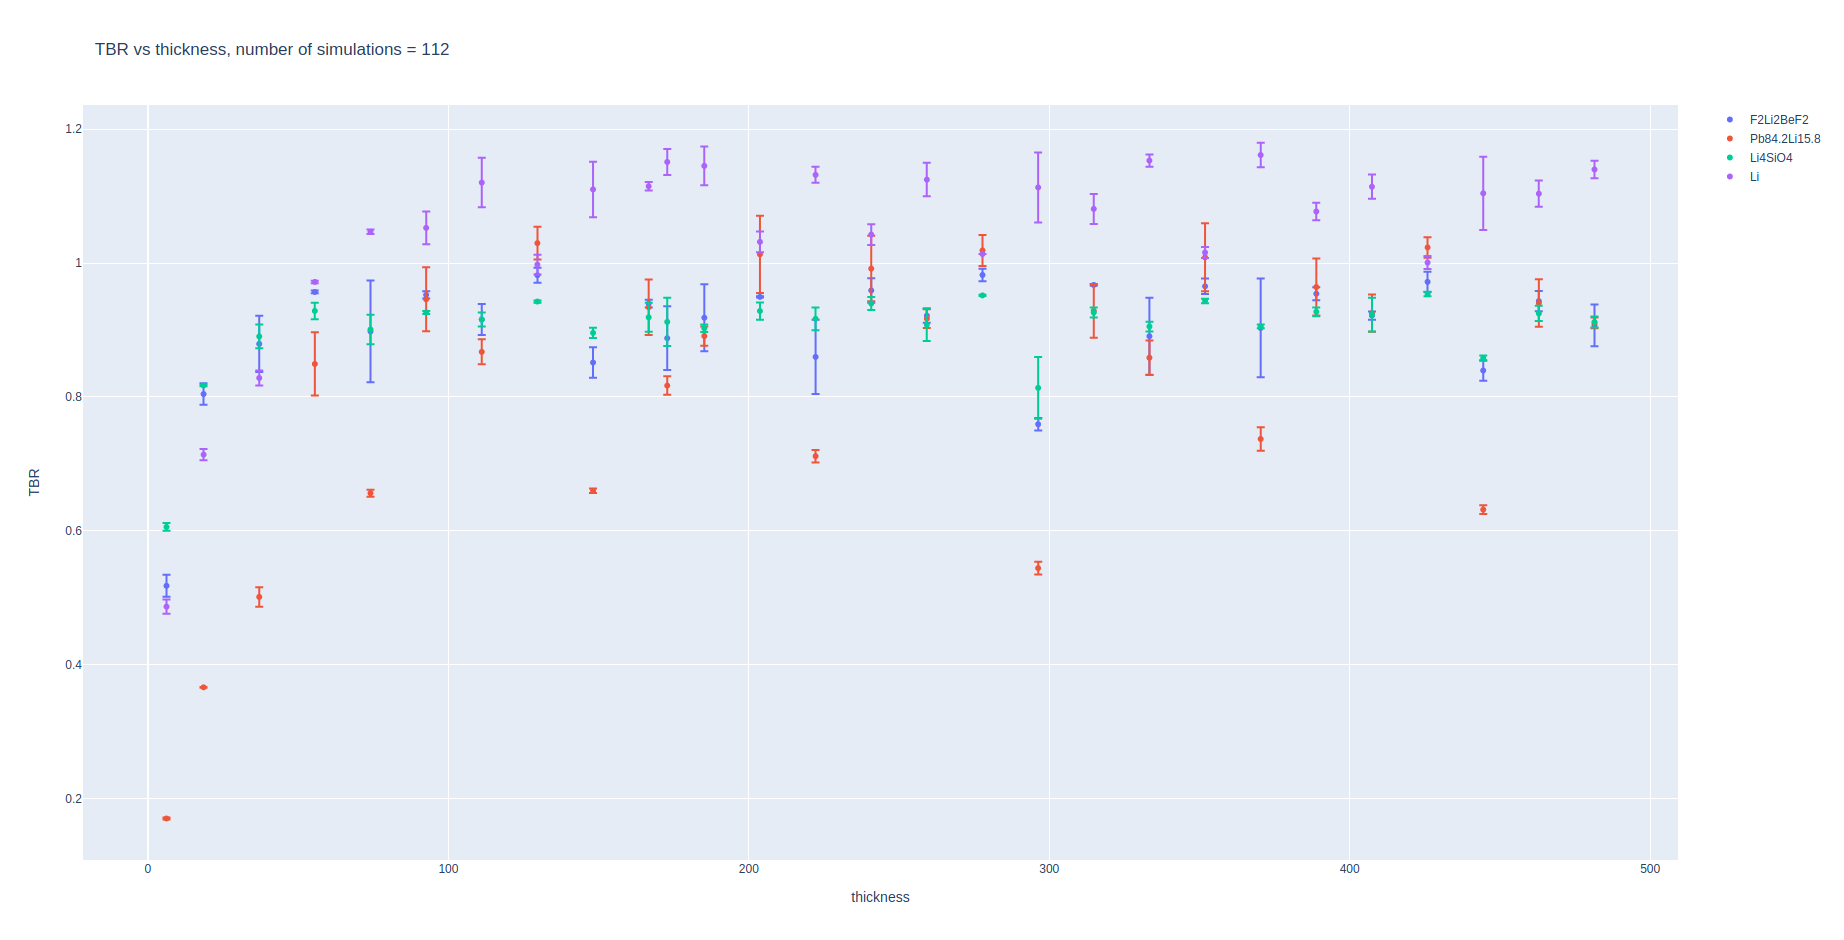 TBR vs thickness, number of simulations = 112
F2Li2BeF2
Pb84.2Li15.8
Li4SiO4
Li
1.2
1
0.8
0.6
0.4
0.2
TBR
0 100 200 300 400 500
thickness